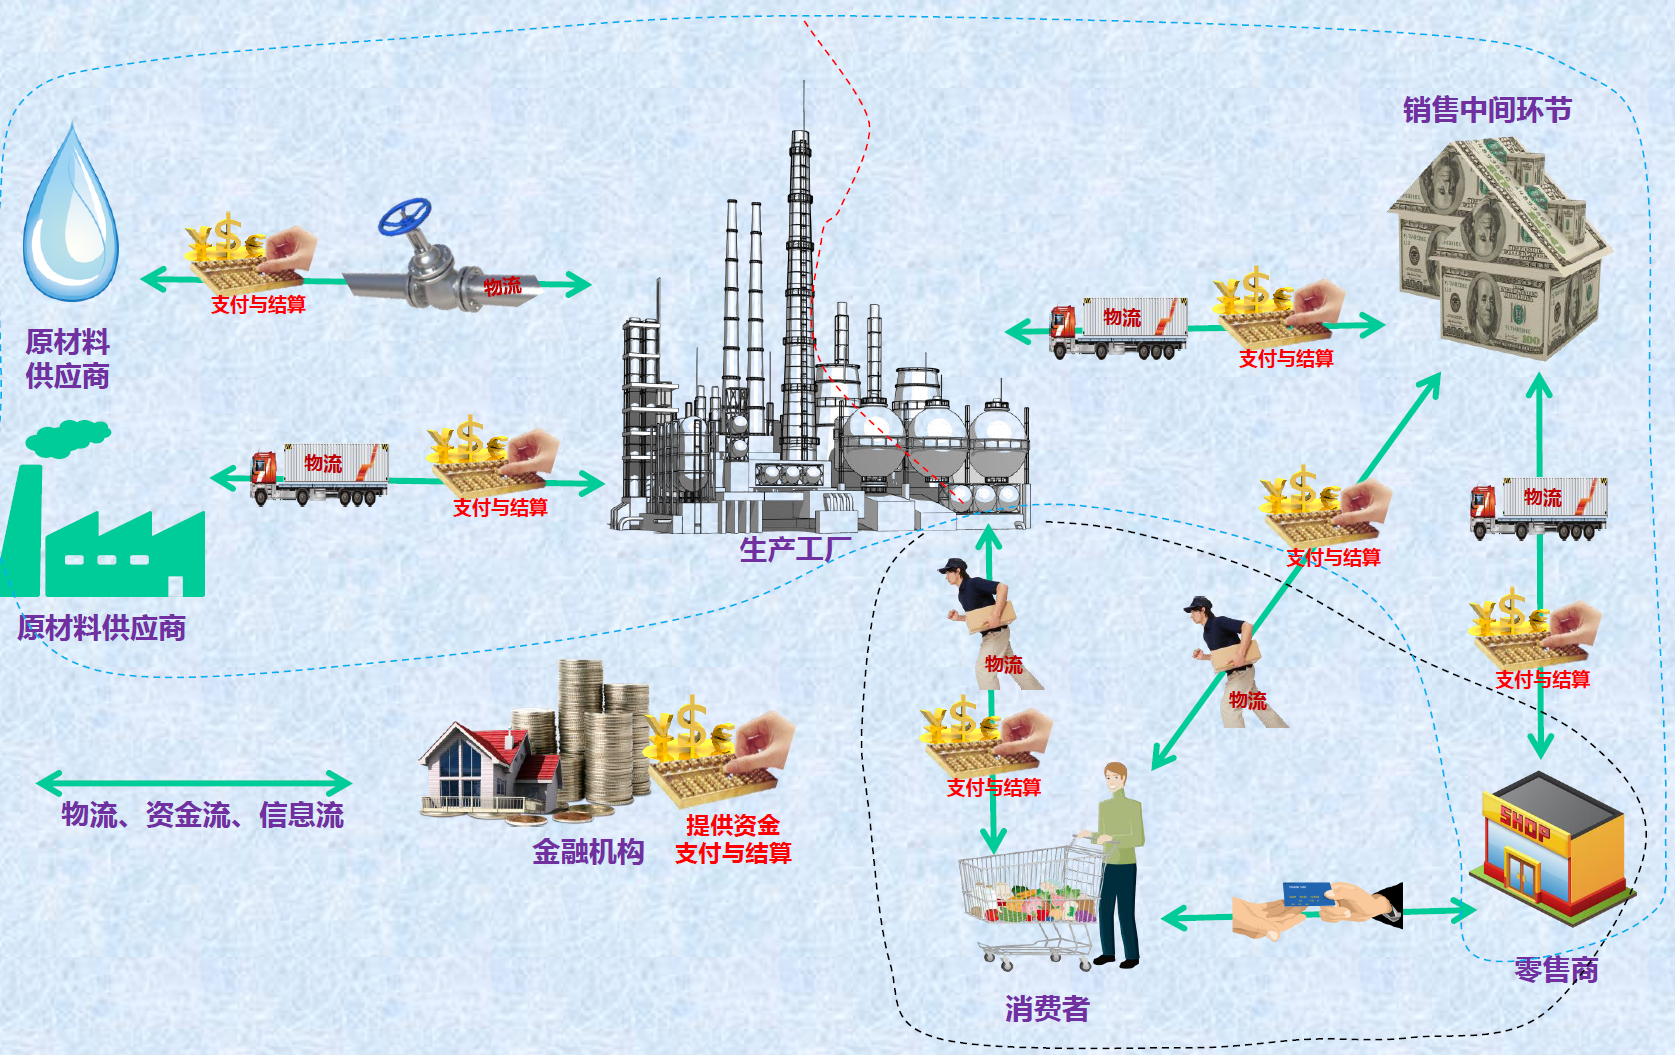 销售中间环节
物流
支付与结算
原材料
供应商
物流
支付与结算
物流
支付与结算
物流
支付与结算
支付与结算
物流
生产工厂
原材料供应商
物流
物流
支付与结算
支付与结算
物流、资金流、信息流
金融机构
提供资金
支付与结算
SHOP
零售商
消费者